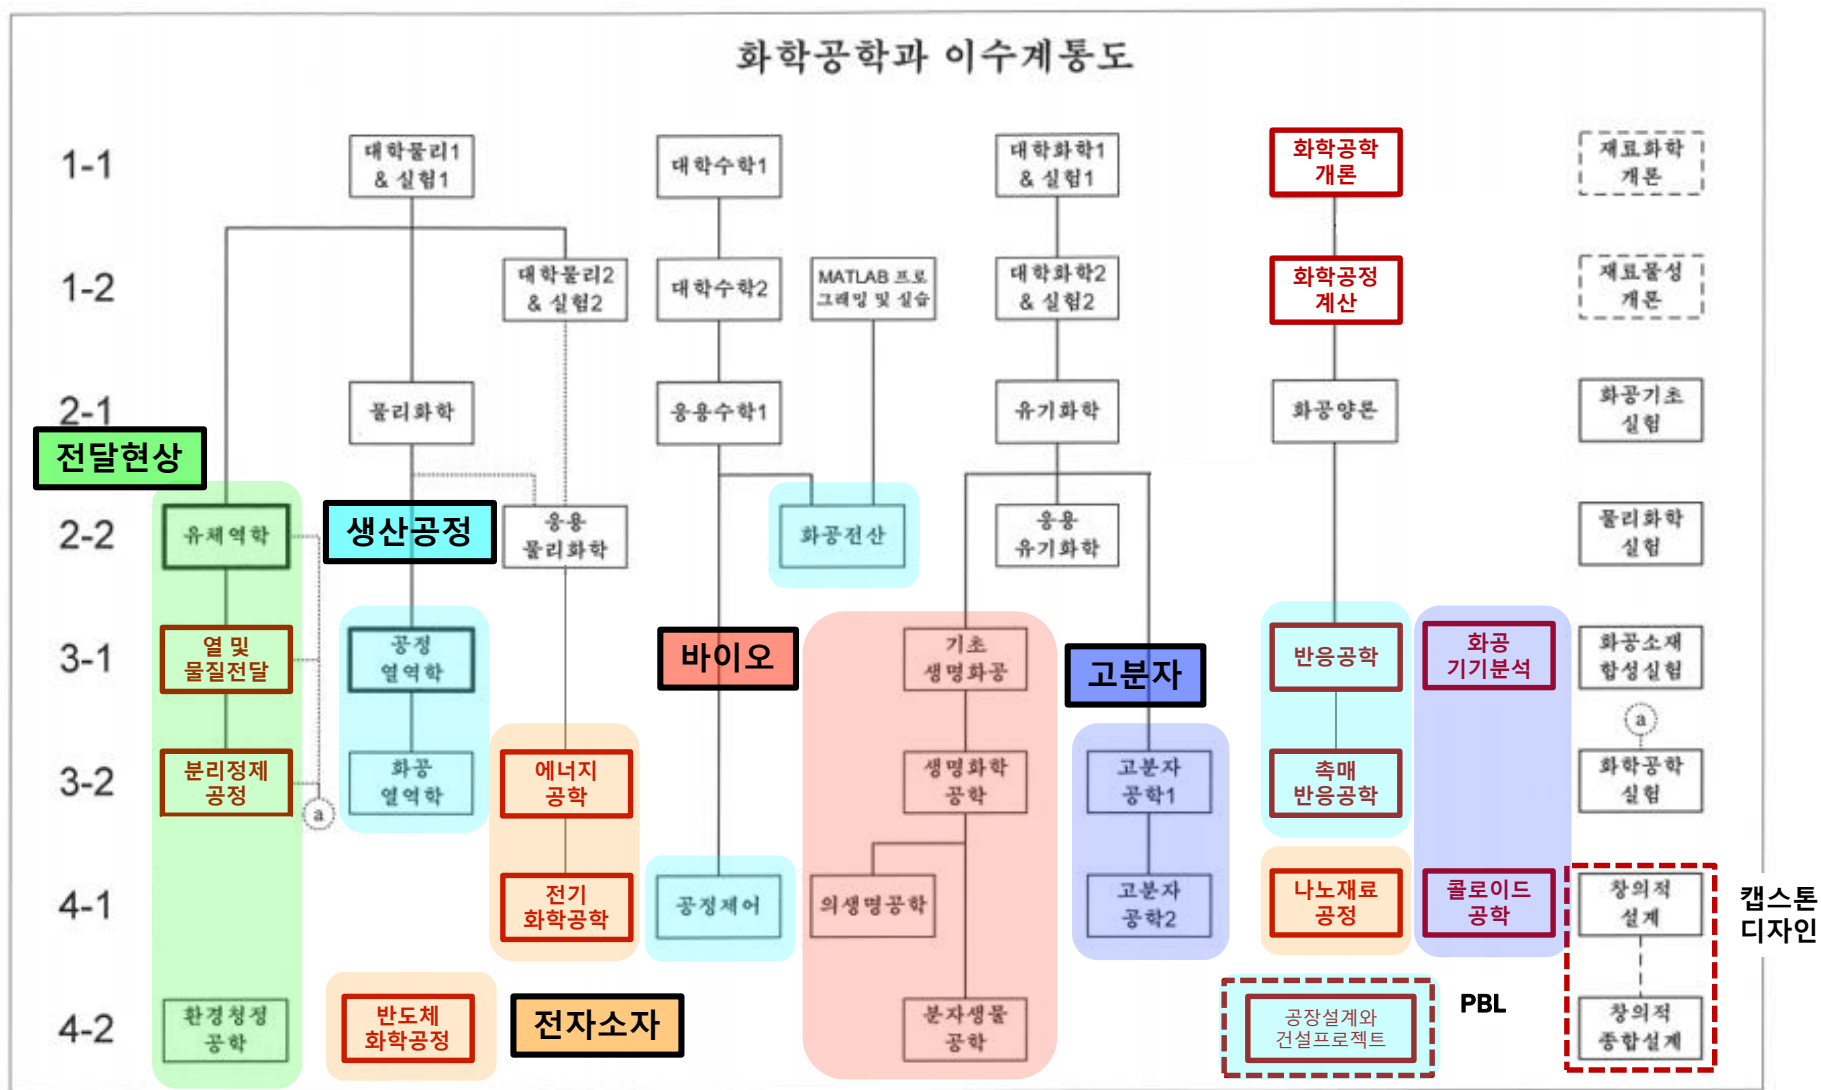 화학공학과 이수계통도
1-1
대학물리1
& 실험1
대학수학1
대학화학1
& 실험1
화학공학
개론
재료화학
개론
1-2
대학물리2
& 실험2
대학수학2
MATLAB 프로
그래밍 및 실습
대학화학2
& 실험2
화학공정
계산
재료물성
개론
2-1
물리화학
응용수학1
유기화학
화공양론
화공기초
실험
전달현상
2-2
유체역학
생산공정
응용
물리화학
화공전산
응용
유기화학
물리화학
실험
3-1
열 및
물질전달
공정
열역학
바이오
기초
생명화공
고분자
반응공학
화공
기기분석
화공소재
합성실험
a
3-2
분리정제
공정
화공
열역학
에너지
공학
생명화학
공학
고분자
공학1
촉매
반응공학
화학공학
실험
a
4-1
전기
화학공학
공정제어
의생명공학
고분자
공학2
나노재료
공정
콜로이드
공학
창의적
설계
캡스톤
디자인
4-2
환경청정
공학
반도체
화학공정
전자소자
분자생물
공학
공장설계와
건설프로젝트
PBL
창의적
종합설계